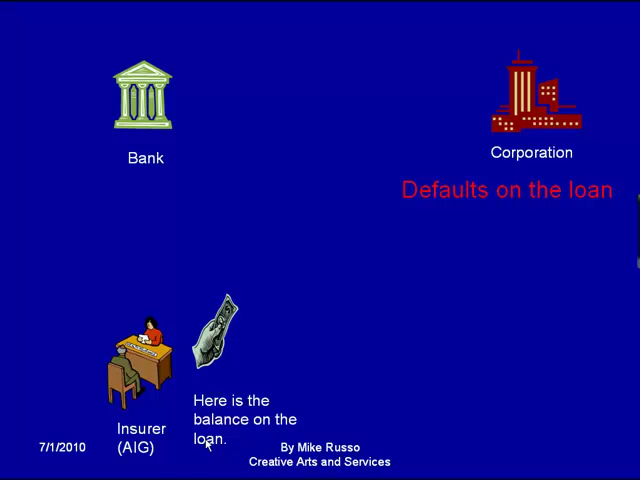 Bank
Corporation
Defaults on the loan
Here is the
balance on the
loan.
Insurer
(AIG)
7/1/2010
By Mike Russo
Creative Arts and Services